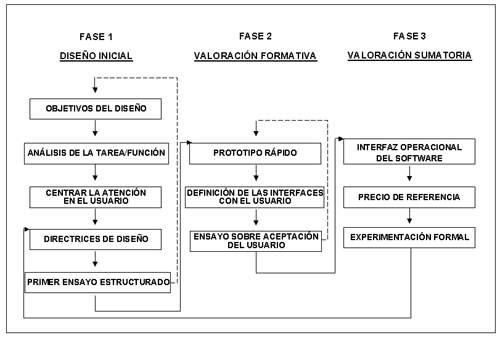 FASE 1
DISEÑO INICIAL
OBJETIVOS DEL DISEÑO
ANÁLISIS DE LA TAREA/FUNCIÓN
CENTRAR LA ATENCIÓN
EN EL USUARIO
DIRECTRICES DE DISEÑO
PRIMER ENSAYO ESTRUCTURADO
FASE 2
VALORACIÓN FORMATIVA
PROTOTIPO RÁPIDO
DEFINICIÓN DE LAS INTERFACES
CON EL USUARIO
ENSAYO SOBRE ACEPTACIÓN
DEL USUARIO
FASE 3
VALORACIÓN SUMATORIA
INTERFAZ OPERACIONAL
DEL SOFTWARE
PRECIO DE REFERENCIA
EXPERIMENTACIÓN FORMAL